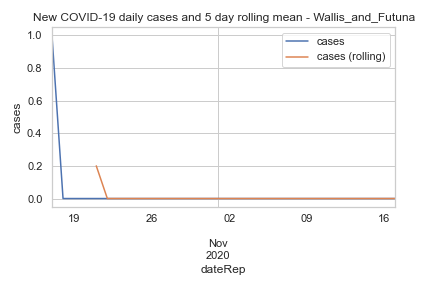 New COVID-19 daily cases and 5 day rolling mean - Wallis_and_Futuna
cases
cases (rolling)
1.0
0.8
0.6
0.4
0.2
0.0
cases
19 26 02 09 16
Nov
2020
dateRep